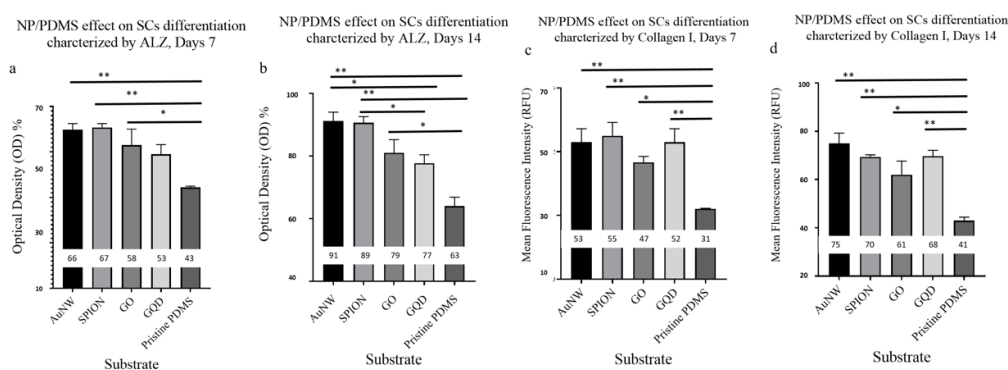 NP/PDMS effect on SCs differentiation
charcterized by ALZ, Days 7
a
**
**
*
Optical Density (OD) %
70
50
30
10
66 67 58 53 43
AuNW SPION GO GQD Pristine PDMS
Substrate
NP/PDMS effect on SCs differentiation
charcterized by ALZ, Days 14
b
**
*
**
*
*
Optical Density (OD) %
100
80
60
40
91 89 79 77 63
AuNW SPION GO GQD Pristine PDMS
Substrate
NP/PDMS effect on SCs differentiation
charcterized by Collagen I, Days 7
c
**
**
*
**
Mean Fluorescence Intensity (RFU)
70
50
30
10
53 55 47 52 31
AuNW SPION GO GQD Pristine PDMS
Substrate
NP/PDMS effect on SCs differentiation
charcterized by Collagen I, Days 14
d
**
**
*
**
Mean Fluorescence Intensity (RFU)
100
80
60
40
20
75 70 61 68 41
AuNW SPION GO GQD Pristine PDMS
Substrate